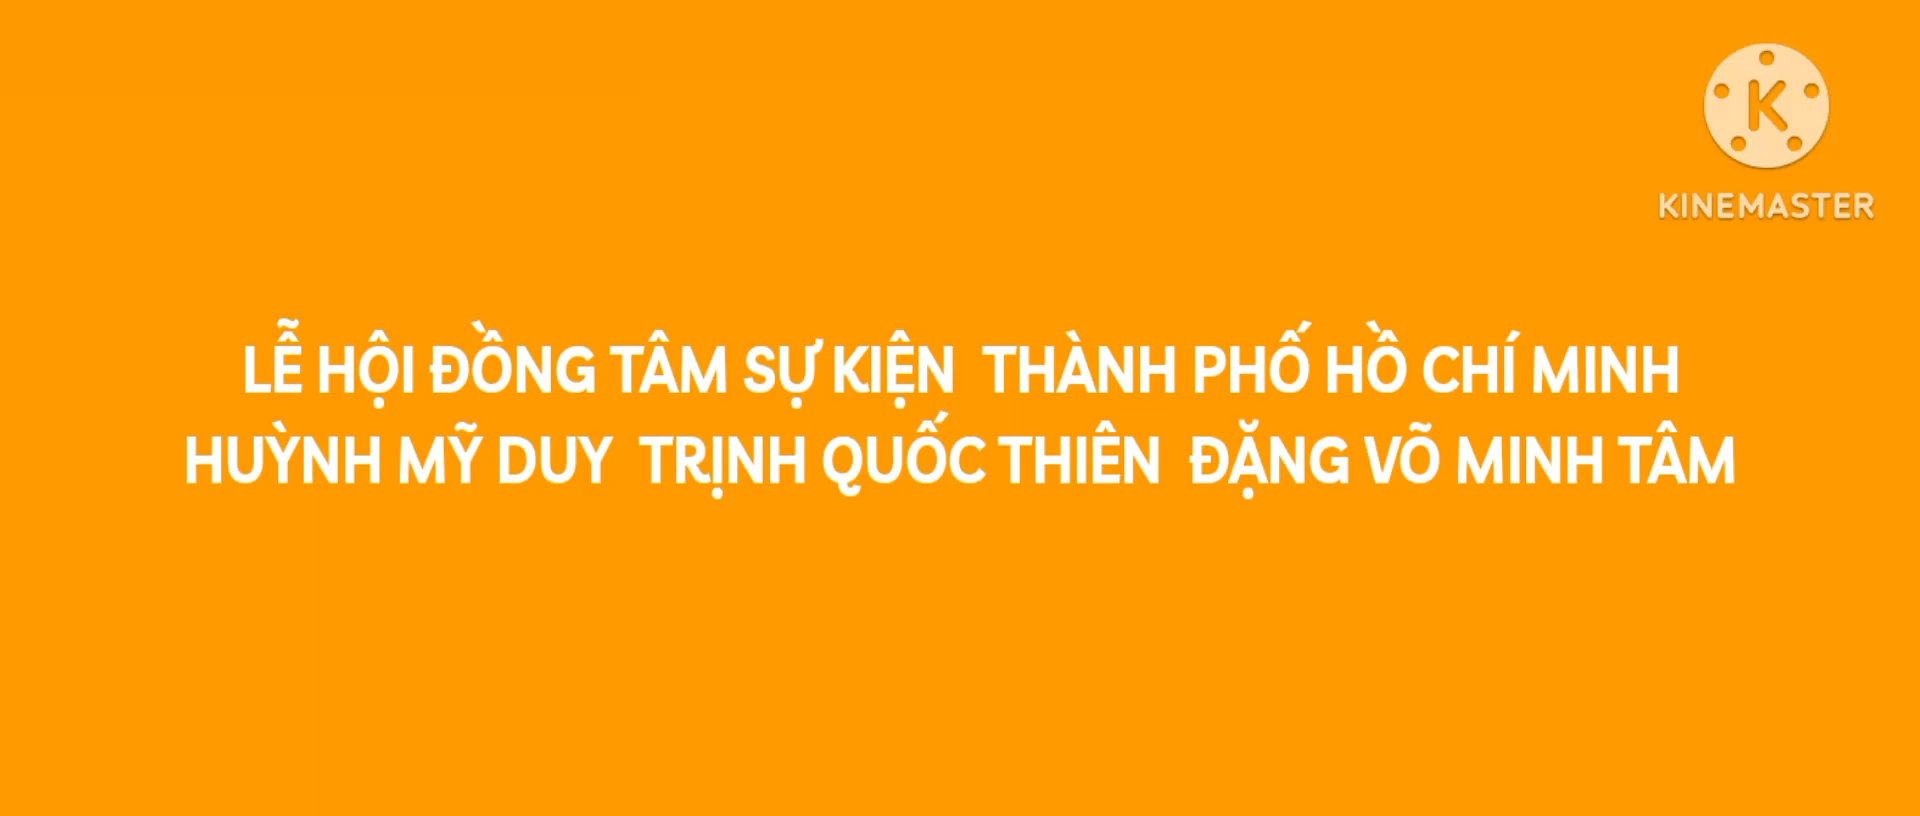 KINEMASTER
LỄ HỘI ĐỒNG TÂM SỰ KIỆN  THÀNH PHỐ HỒ CHÍ MINH
HUỲNH MỸ DUY  TRỊNH QUỐC THIÊN  ĐẶNG VÕ MINH TÂM